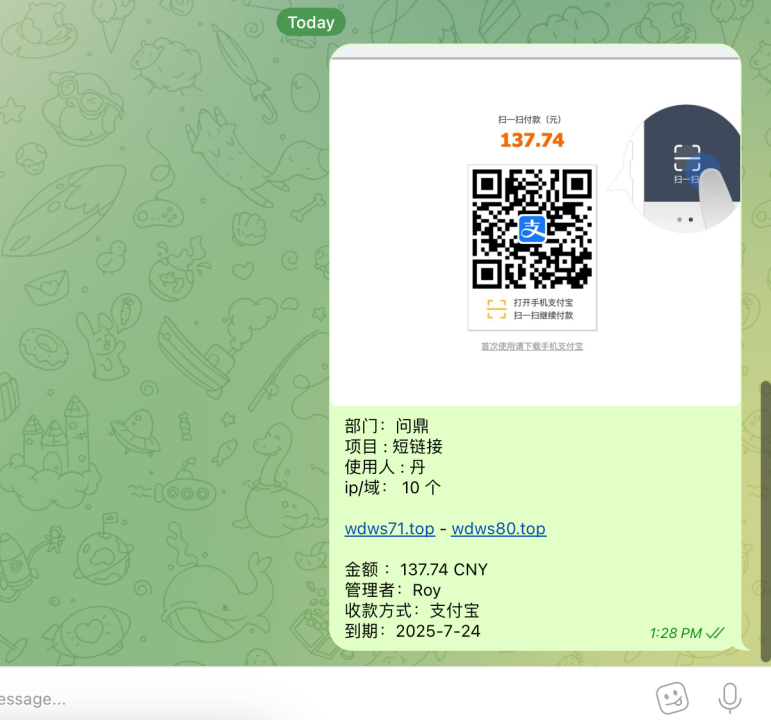 Today
扫一扫付款（元）
137.74
扫一扫
支
打开手机支付宝
扫一扫继续付款
首次使用请下载手机支付宝
部门：问鼎
项目 : 短链接
使用人 : 丹
ip/域： 10 个
wdws71.top - wdws80.top
金额 ：137.74 CNY
管理者：Roy
收款方式：支付宝
到期：2025-7-24
1:28 PM
essage...